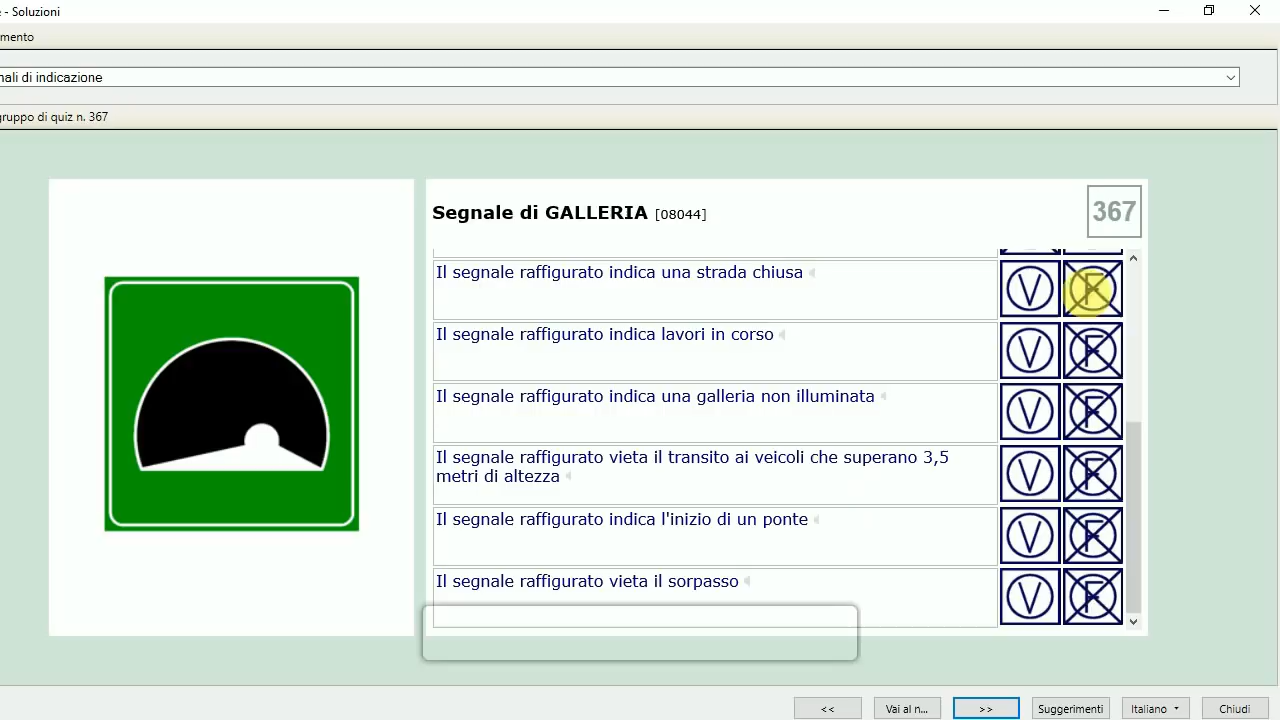 - Soluzioni
mento
nali di indicazione
gruppo di quiz n. 367
Segnale di GALLERIA [08044]
367
Il segnale raffigurato indica una strada chiusa
V F
Il segnale raffigurato indica lavori in corso
V F
Il segnale raffigurato indica una galleria non illuminata
V F
Il segnale raffigurato vieta il transito ai veicoli che superano 3,5
metri di altezza
V F
Il segnale raffigurato indica l'inizio di un ponte
V F
Il segnale raffigurato vieta il sorpasso
V F
<< Vai al n... >> Suggerimenti Italiano Chiudi